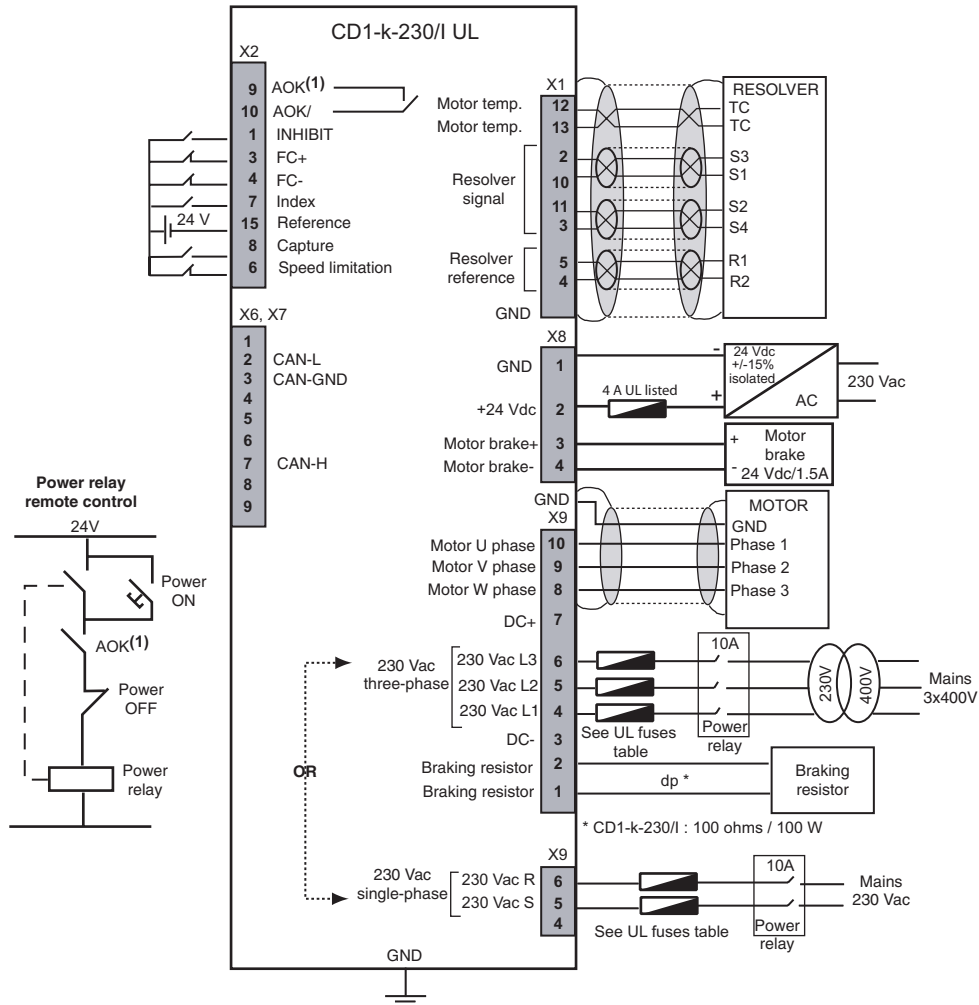 CD1-k-230/I UL
X2
9 AOK(1)
10 AOK/
1 INHIBIT
3 FC+
4 FC-
7 Index
24 V
15 Reference
8 Capture
6 Speed limitation
X6, X7
1
2 CAN-L
3 CAN-GND
4
5
6
7 CAN-H
8
9
Power relay
remote control
24V
Power
ON
AOK(1)
Power
OFF
Power
relay
X1
RESOLVER
Motor temp. 12 TC
Motor temp. 13 TC
Resolver
signal
2 S3
10 S1
11 S2
3 S4
Resolver
reference
5 R1
4 R2
GND
X8
GND 1 -
24 Vdc
+/-15%
isolated
AC
230 Vac
4 A UL listed
+24 Vdc 2 +
Motor brake+ 3 +
Motor brake- 4 -
Motor
brake
24 Vdc/1.5A
GND
X9
MOTOR
GND
Motor U phase 10 Phase 1
Motor V phase 9 Phase 2
Motor W phase 8 Phase 3
DC+ 7
230 Vac
three-phase
230 Vac L3 6
230 Vac L2 5
230 Vac L1 4
10A
230V
400V
Mains
3x400V
See UL fuses
table
Power
relay
DC- 3
OR
Braking resistor 2
Braking resistor 1
dp *
Braking
resistor
* CD1-k-230/I : 100 ohms / 100 W
X9
230 Vac
single-phase
230 Vac R 6
230 Vac S 5
4
10A
Mains
230 Vac
See UL fuses table
Power
relay
GND